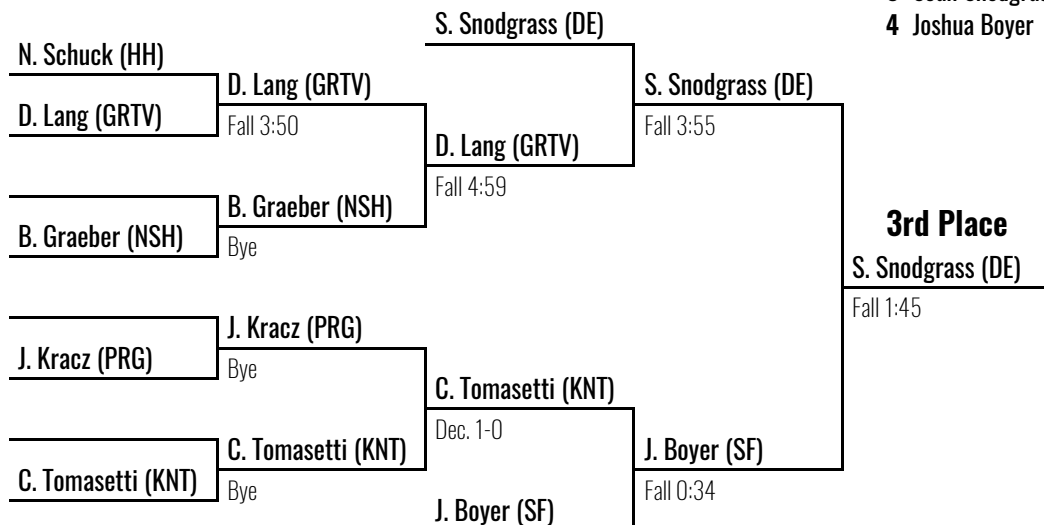 4 Joshua Boyer
S. Snodgrass (DE)
N. Schuck (HH)
D. Lang (GRTV)
S. Snodgrass (DE)
D. Lang (GRTV)
Fall 3:50
Fall 3:55
D. Lang (GRTV)
Fall 4:59
B. Graeber (NSH)
B. Graeber (NSH)
Bye
3rd Place
S. Snodgrass (DE)
Fall 1:45
J. Kracz (PRG)
J. Kracz (PRG)
Bye
C. Tomasetti (KNT)
Dec. 1-0
C. Tomasetti (KNT)
J. Boyer (SF)
C. Tomasetti (KNT)
Bye
Fall 0:34
J. Boyer (SF)